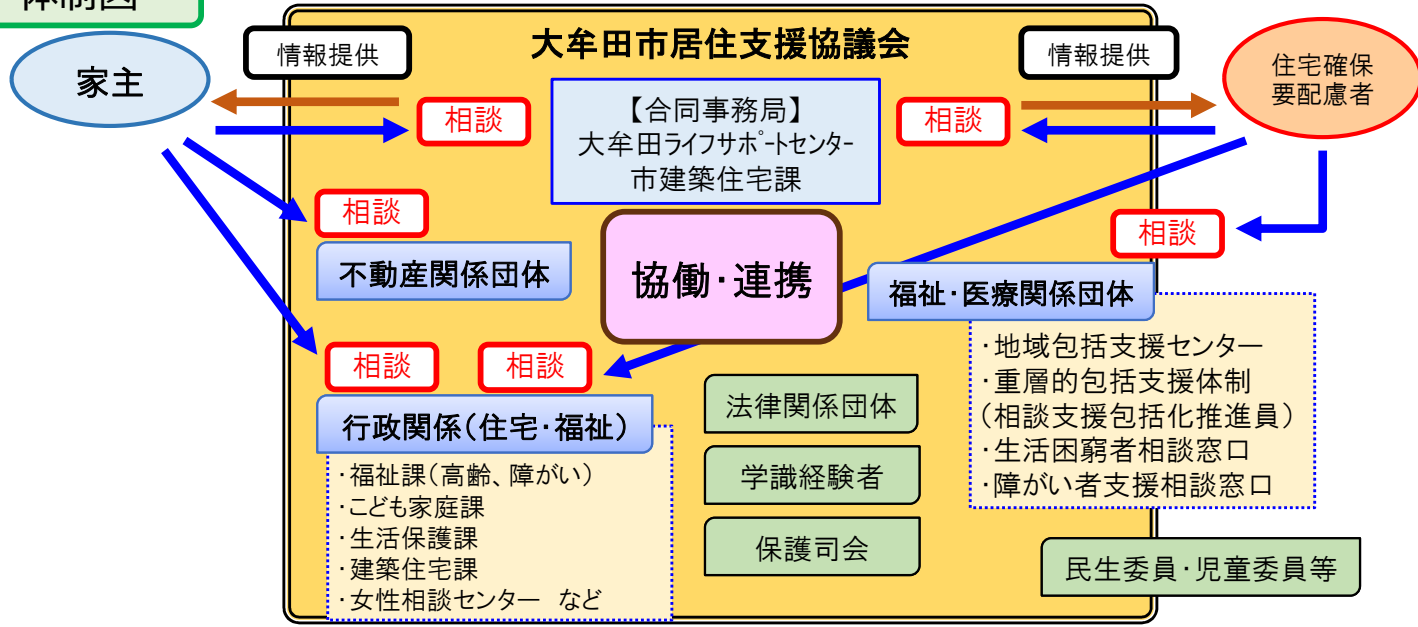 体制図
大牟田市居住支援協議会
情報提供
情報提供
家主
住宅確保
要配慮者
相談
相談
【合同事務局】
大牟田ライフサポートセンター
市建築住宅課
相談
相談
不動産関係団体
協働・連携
福祉・医療関係団体
・地域包括支援センター
・重層的包括支援体制
（相談支援包括化推進員）
・生活困窮者相談窓口
・障がい者支援相談窓口
相談
相談
行政関係（住宅・福祉）
・福祉課（高齢、障がい）
・こども家庭課
・生活保護課
・建築住宅課
・女性相談センター　など
法律関係団体
学識経験者
保護司会
民生委員・児童委員等